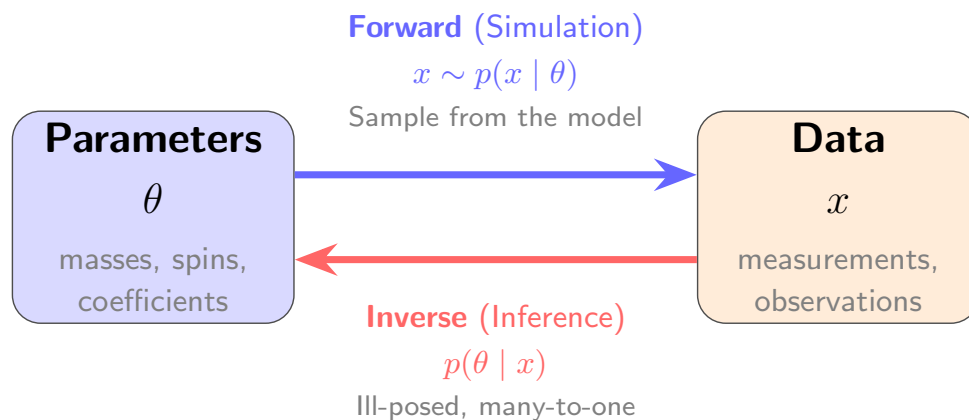 Forward (Simulation)
x ∼ p(x | θ)
Sample from the model
Parameters
θ
masses, spins,
coefficients
Data
x
measurements,
observations
Inverse (Inference)
p(θ | x)
Ill-posed, many-to-one